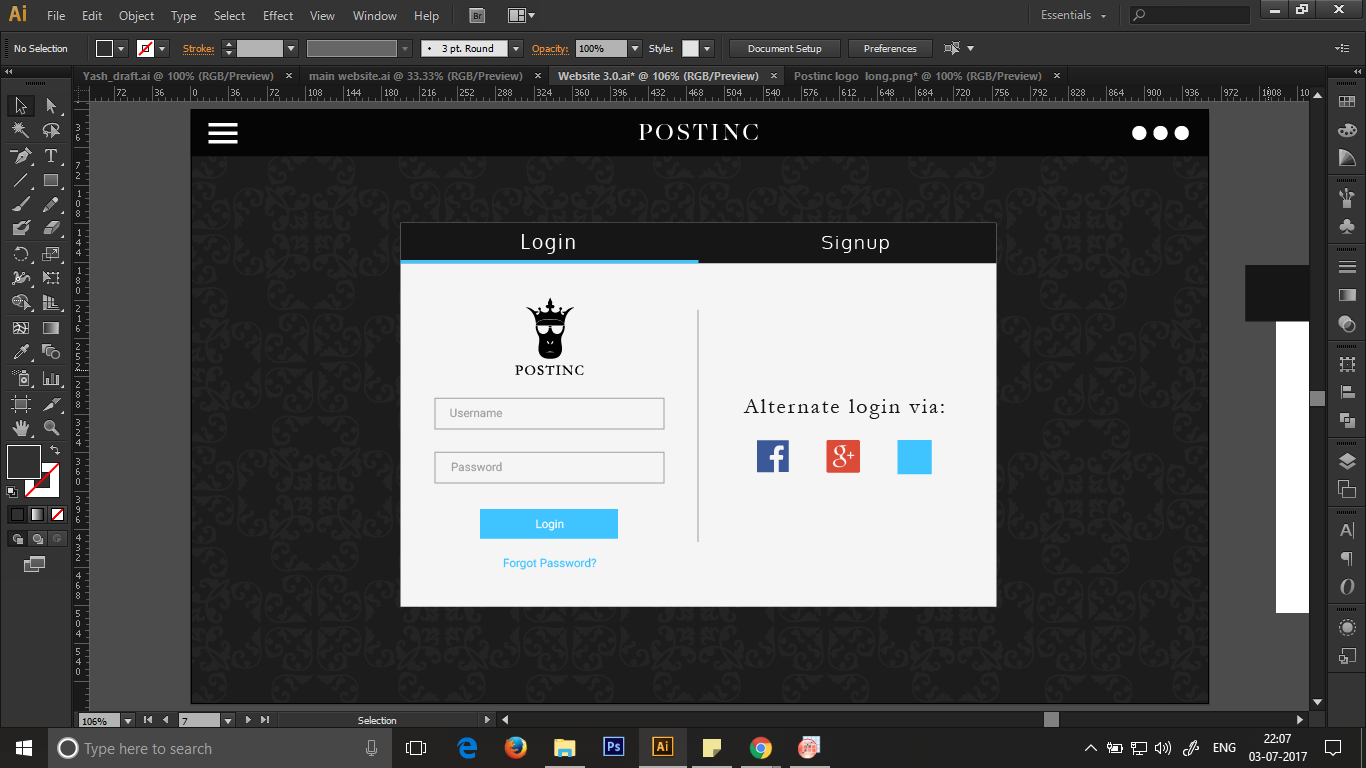 Ai File Edit Object Type Select Effect View Window Help Br Essentials
No Selection Stroke: 3 pt. Round Opacity: 100% Style: Document Setup Preferences
Yash_draft.ai @ 100% (RGB/Preview) × main website.ai @ 33.33% (RGB/Preview) × Website 3.0.ai* @ 106% (RGB/Preview) × Postinc logo long.png* @ 100% (RGB/Preview) ×
72 36 0 36 72 108 144 180 216 252 288 324 360 396 432 468 504 540 576 612 648 684 720 756 792 828 864 900 936 972 1008
POSTINC
Login Signup
POSTINC
Username
Password
Login
Forgot Password?
Alternate login via:
f g+
106% 7 Selection
Type here to search
Ps Ai
ENG 22:07
03-07-2017